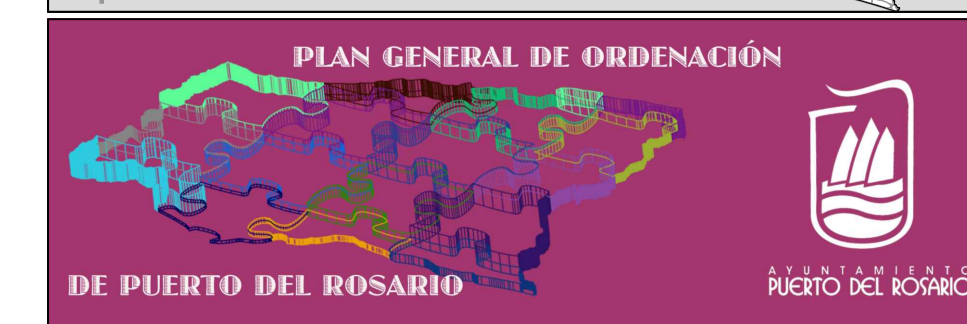 PLAN GENERAL DE ORDENACIÓN
DE PUERTO DEL ROSARIO
AYUNTAMIENTO
PUERTO DEL ROSARIO